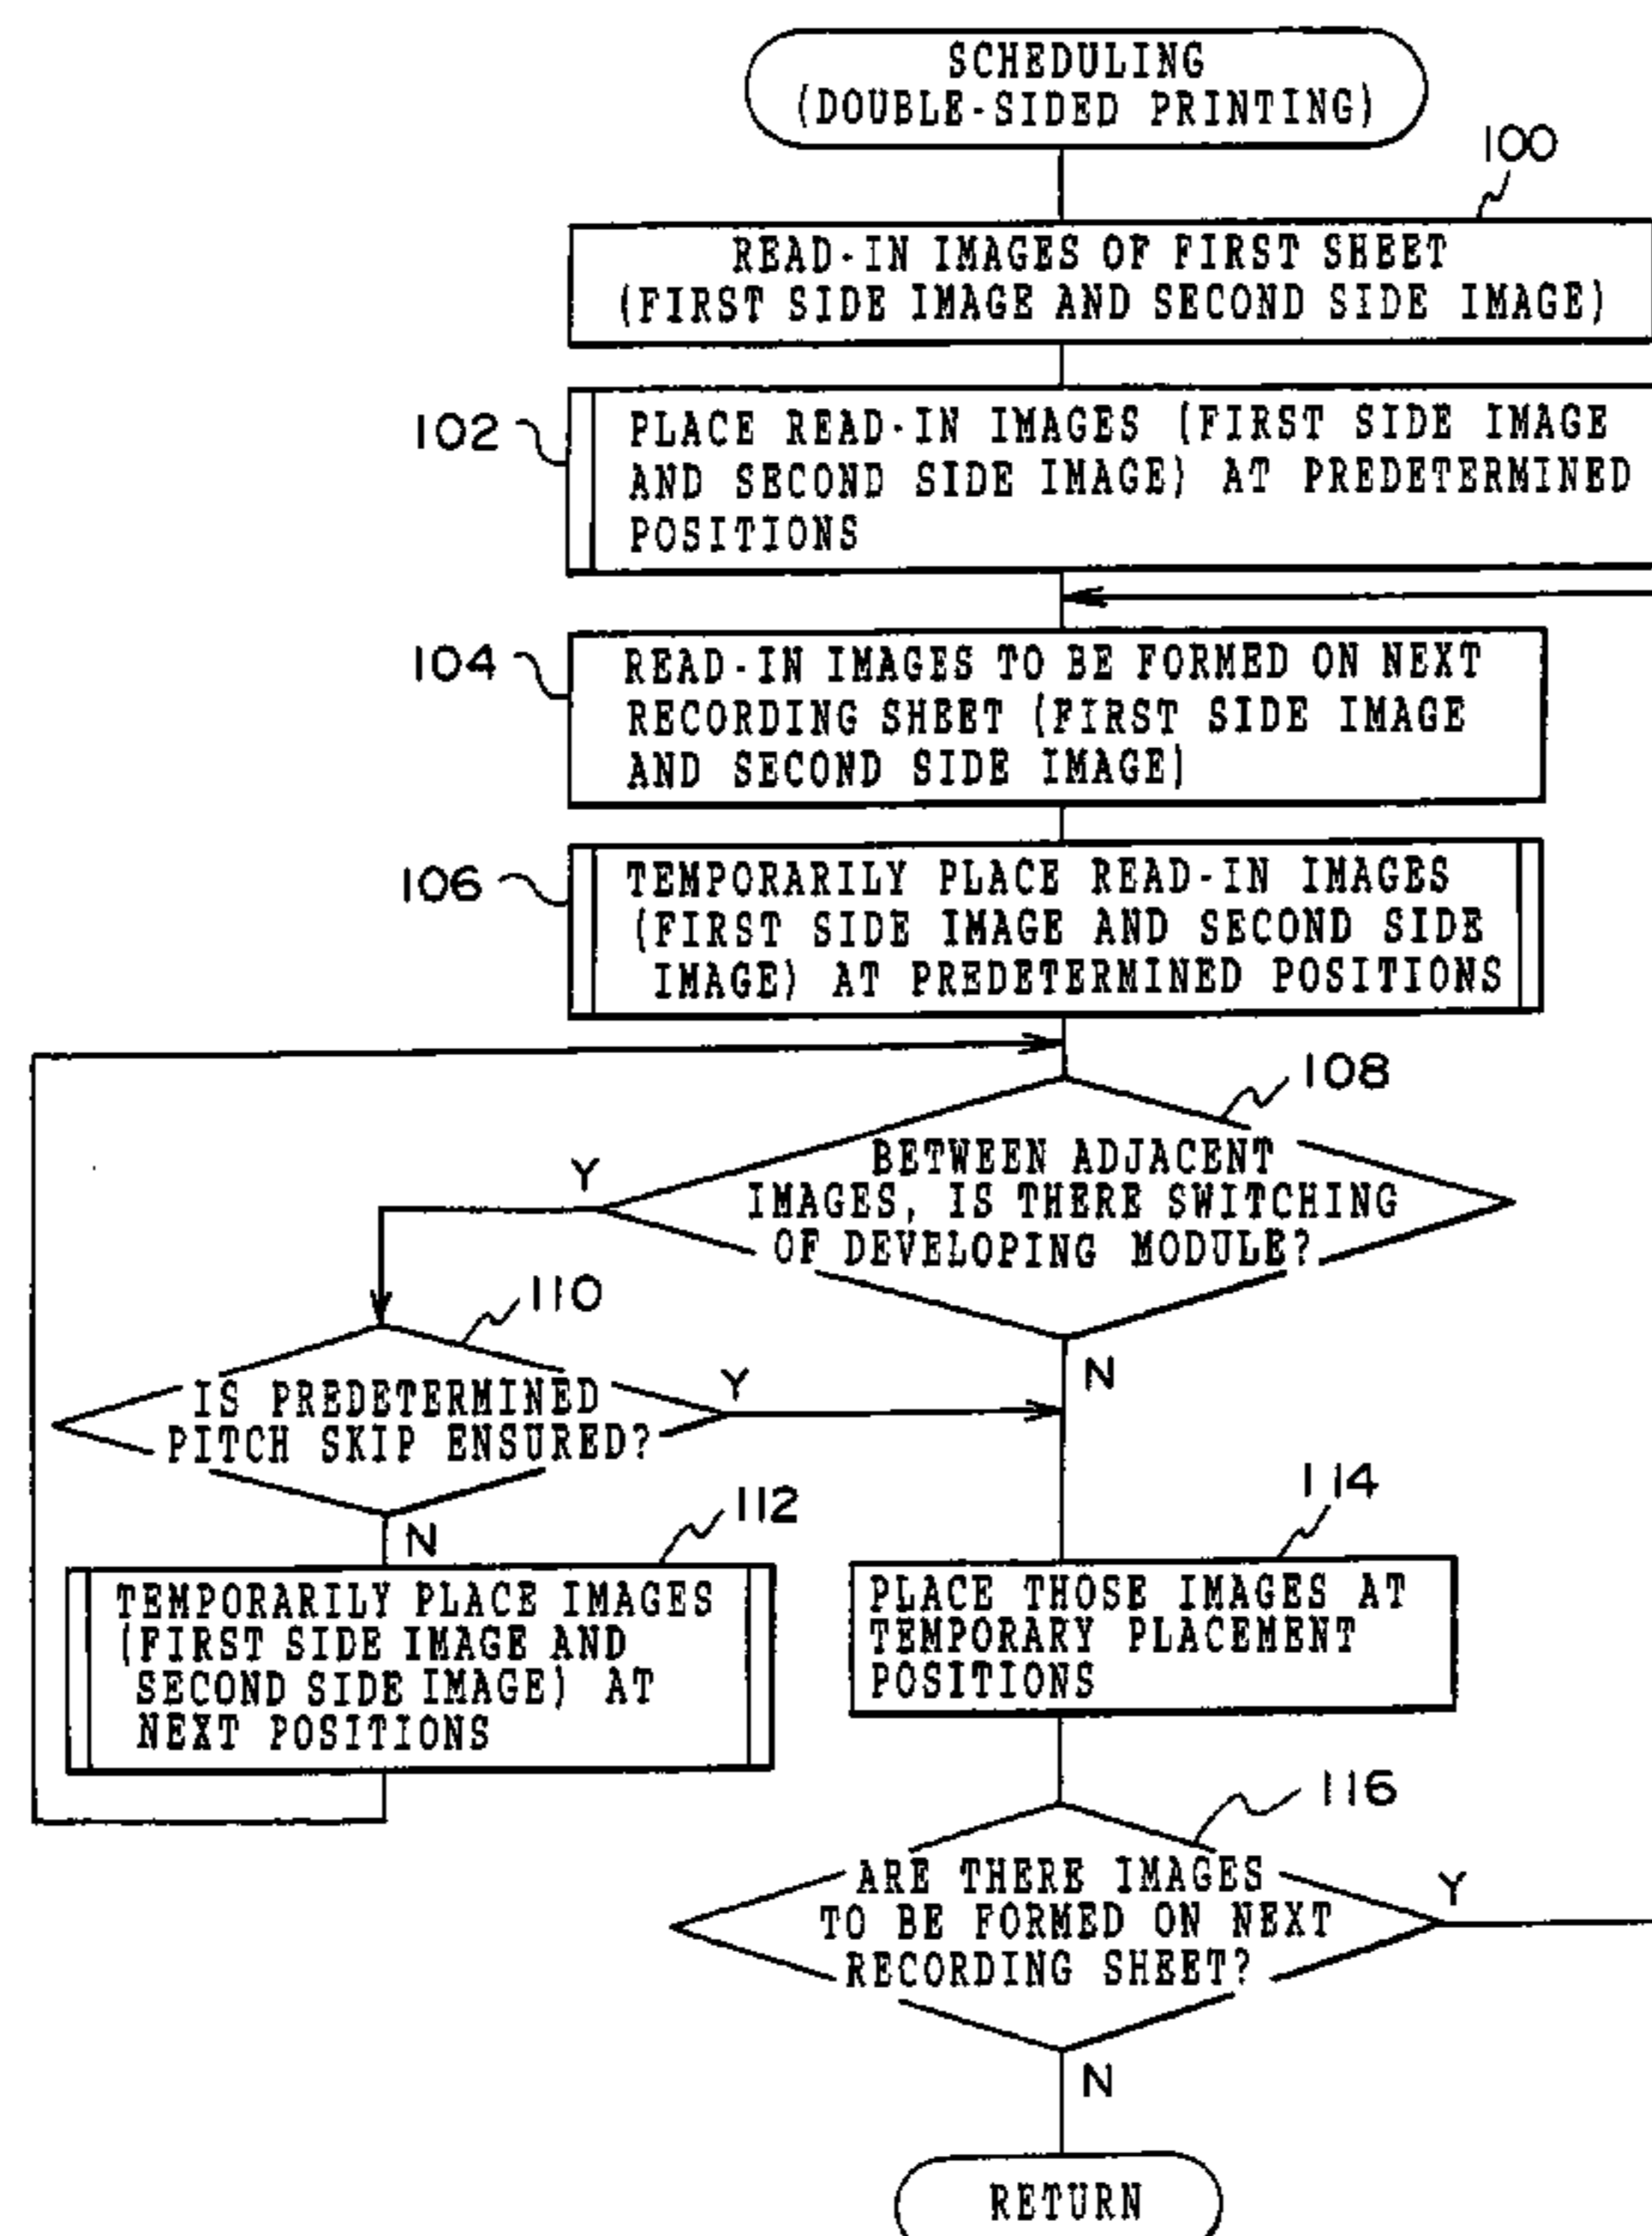 SCHEDULING
(DOUBLE-SIDED PRINTING)
100
READ-IN IMAGES OF FIRST SHEET
(FIRST SIDE IMAGE AND SECOND SIDE IMAGE)
102
PLACE READ-IN IMAGES (FIRST SIDE IMAGE
AND SECOND SIDE IMAGE) AT PREDETERMINED
POSITIONS
104
READ-IN IMAGES TO BE FORMED ON NEXT
RECORDING SHEET (FIRST SIDE IMAGE
AND SECOND SIDE IMAGE)
106
TEMPORARILY PLACE READ-IN IMAGES
(FIRST SIDE IMAGE AND SECOND SIDE
IMAGE) AT PREDETERMINED POSITIONS
108
BETWEEN ADJACENT
IMAGES, IS THERE SWITCHING
OF DEVELOPING MODULE?
Y
N
110
IS PREDETERMINED
PITCH SKIP ENSURED?
Y
N
112
TEMPORARILY PLACE IMAGES
(FIRST SIDE IMAGE AND
SECOND SIDE IMAGE) AT
NEXT POSITIONS
114
PLACE THOSE IMAGES AT
TEMPORARY PLACEMENT
POSITIONS
116
ARE THERE IMAGES
TO BE FORMED ON NEXT
RECORDING SHEET?
Y
N
RETURN